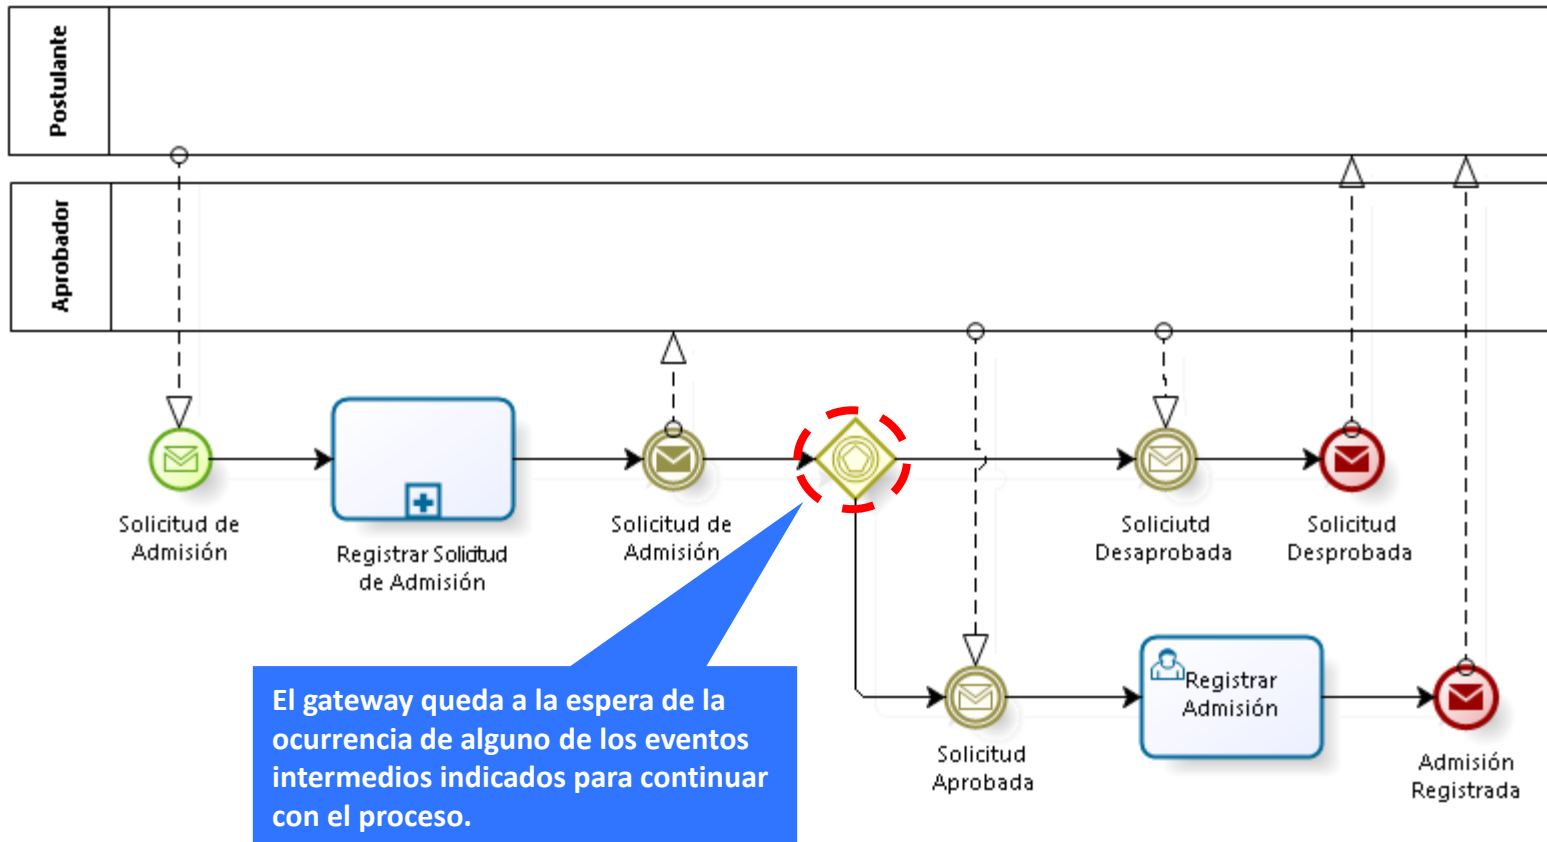 Postulante
Aprobador
Solicitud de
Admisión
Registrar Solicitud
de Admisión
Solicitud de
Admisión
Soliciutd
Desaprobada
Solicitud
Desprobada
El gateway queda a la espera de la
ocurrencia de alguno de los eventos
intermedios indicados para continuar
con el proceso.
Solicitud
Aprobada
Registrar
Admisión
Admisión
Registrada